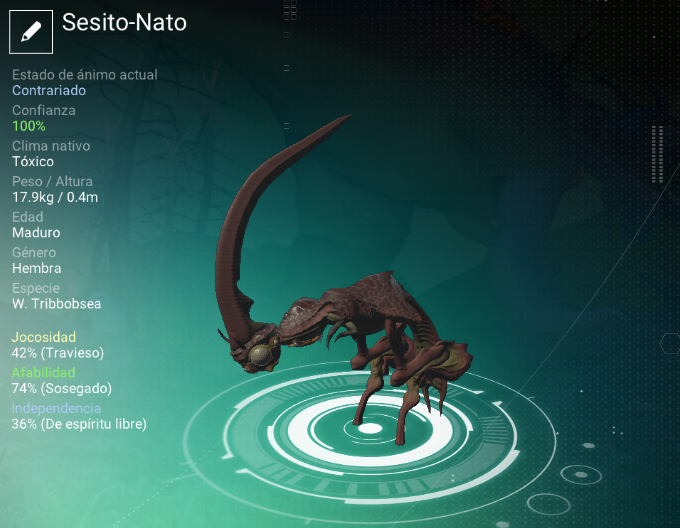 Sesito-Nato
Estado de ánimo actual
Contrariado
Confianza
100%
Clima nativo
Tóxico
Peso / Altura
17.9kg / 0.4m
Edad
Maduro
Género
Hembra
Especie
W. Tribbobsea
Jocosidad
42% (Travieso)
Afabilidad
74% (Sosegado)
Independencia
36% (De espíritu libre)